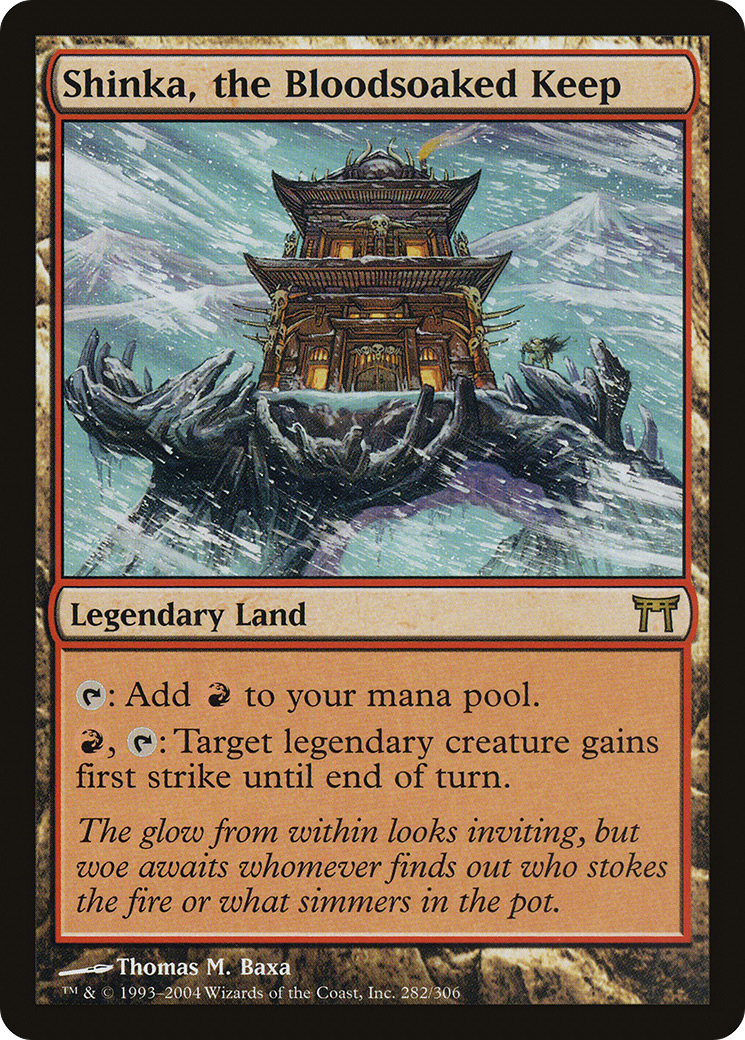 Shinka, the Bloodsoaked Keep
Legendary Land
: Add to your mana pool.
, : Target legendary creature gains
first strike until end of turn.
The glow from within looks inviting, but
woe awaits whomever finds out who stokes
the fire or what simmers in the pot.
Thomas M. Baxa
™ & © 1993–2004 Wizards of the Coast, Inc. 282/306